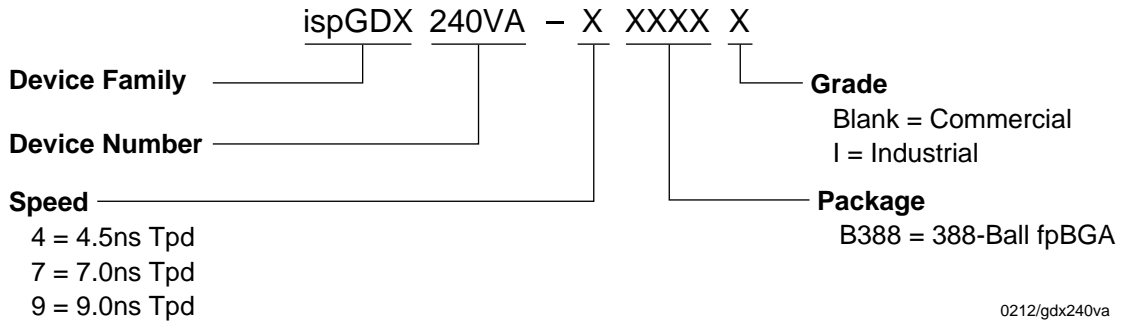 ispGDX 240VA – X XXXX X
Device Family
Device Number
Speed
4 = 4.5ns Tpd
7 = 7.0ns Tpd
9 = 9.0ns Tpd
Grade
Blank = Commercial
I = Industrial
Package
B388 = 388-Ball fpBGA
0212/gdx240va